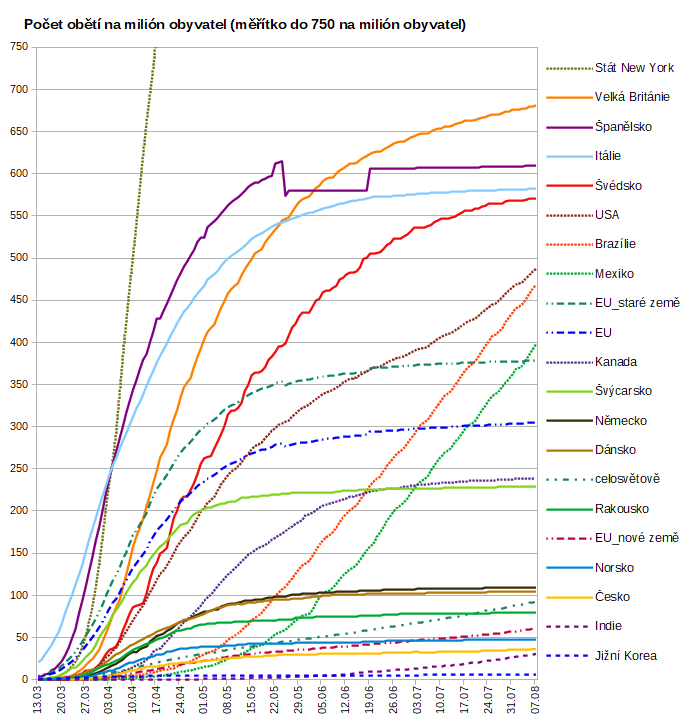 Počet obětí na milión obyvatel (měřítko do 750 na milión obyvatel)
750
700
650
600
550
500
450
400
350
300
250
200
150
100
50
0
13.03
20.03
27.03
03.04
10.04
17.04
24.04
01.05
08.05
15.05
22.05
29.05
05.06
12.06
19.06
26.06
03.07
10.07
17.07
24.07
31.07
07.08
Stát New York
Velká Británie
Španělsko
Itálie
Švédsko
USA
Brazílie
Mexiko
EU_staré země
EU
Kanada
Švýcarsko
Německo
Dánsko
celosvětově
Rakousko
EU_nové země
Norsko
Česko
Indie
Jižní Korea